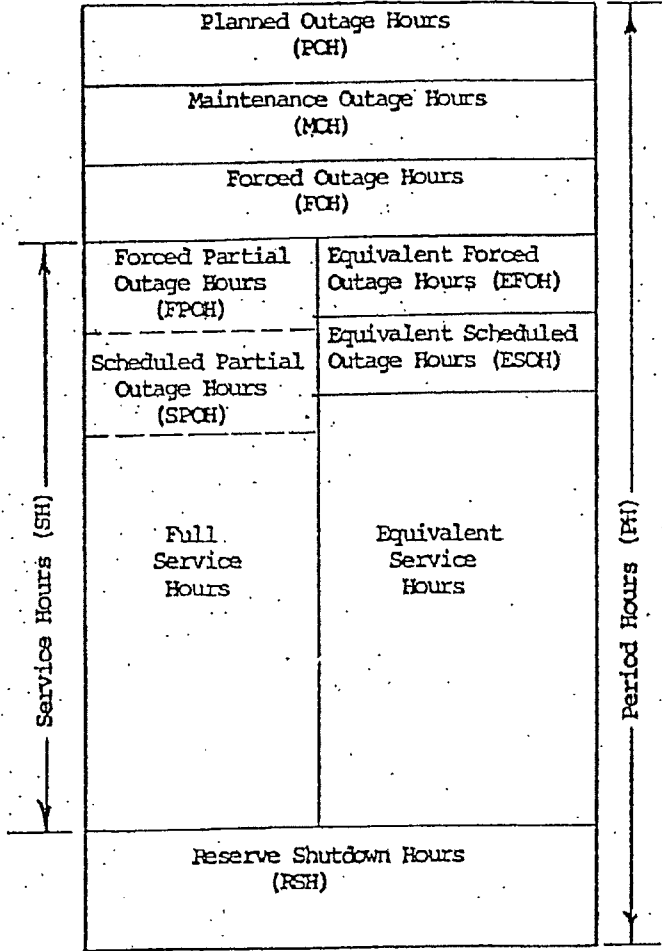 Planned Outage Hours
(POH)
Maintenance Outage Hours
(MOH)
Forced Outage Hours
(FOH)
Forced Partial
Outage Hours
(FPOH)
Equivalent Forced
Outage Hours (EFOH)
Scheduled Partial
Outage Hours
(SPOH)
Equivalent Scheduled
Outage Hours (ESOH)
Full
Service
Hours
Equivalent
Service
Hours
Reserve Shutdown Hours
(RSH)
Service Hours (SH)
Period Hours (PH)